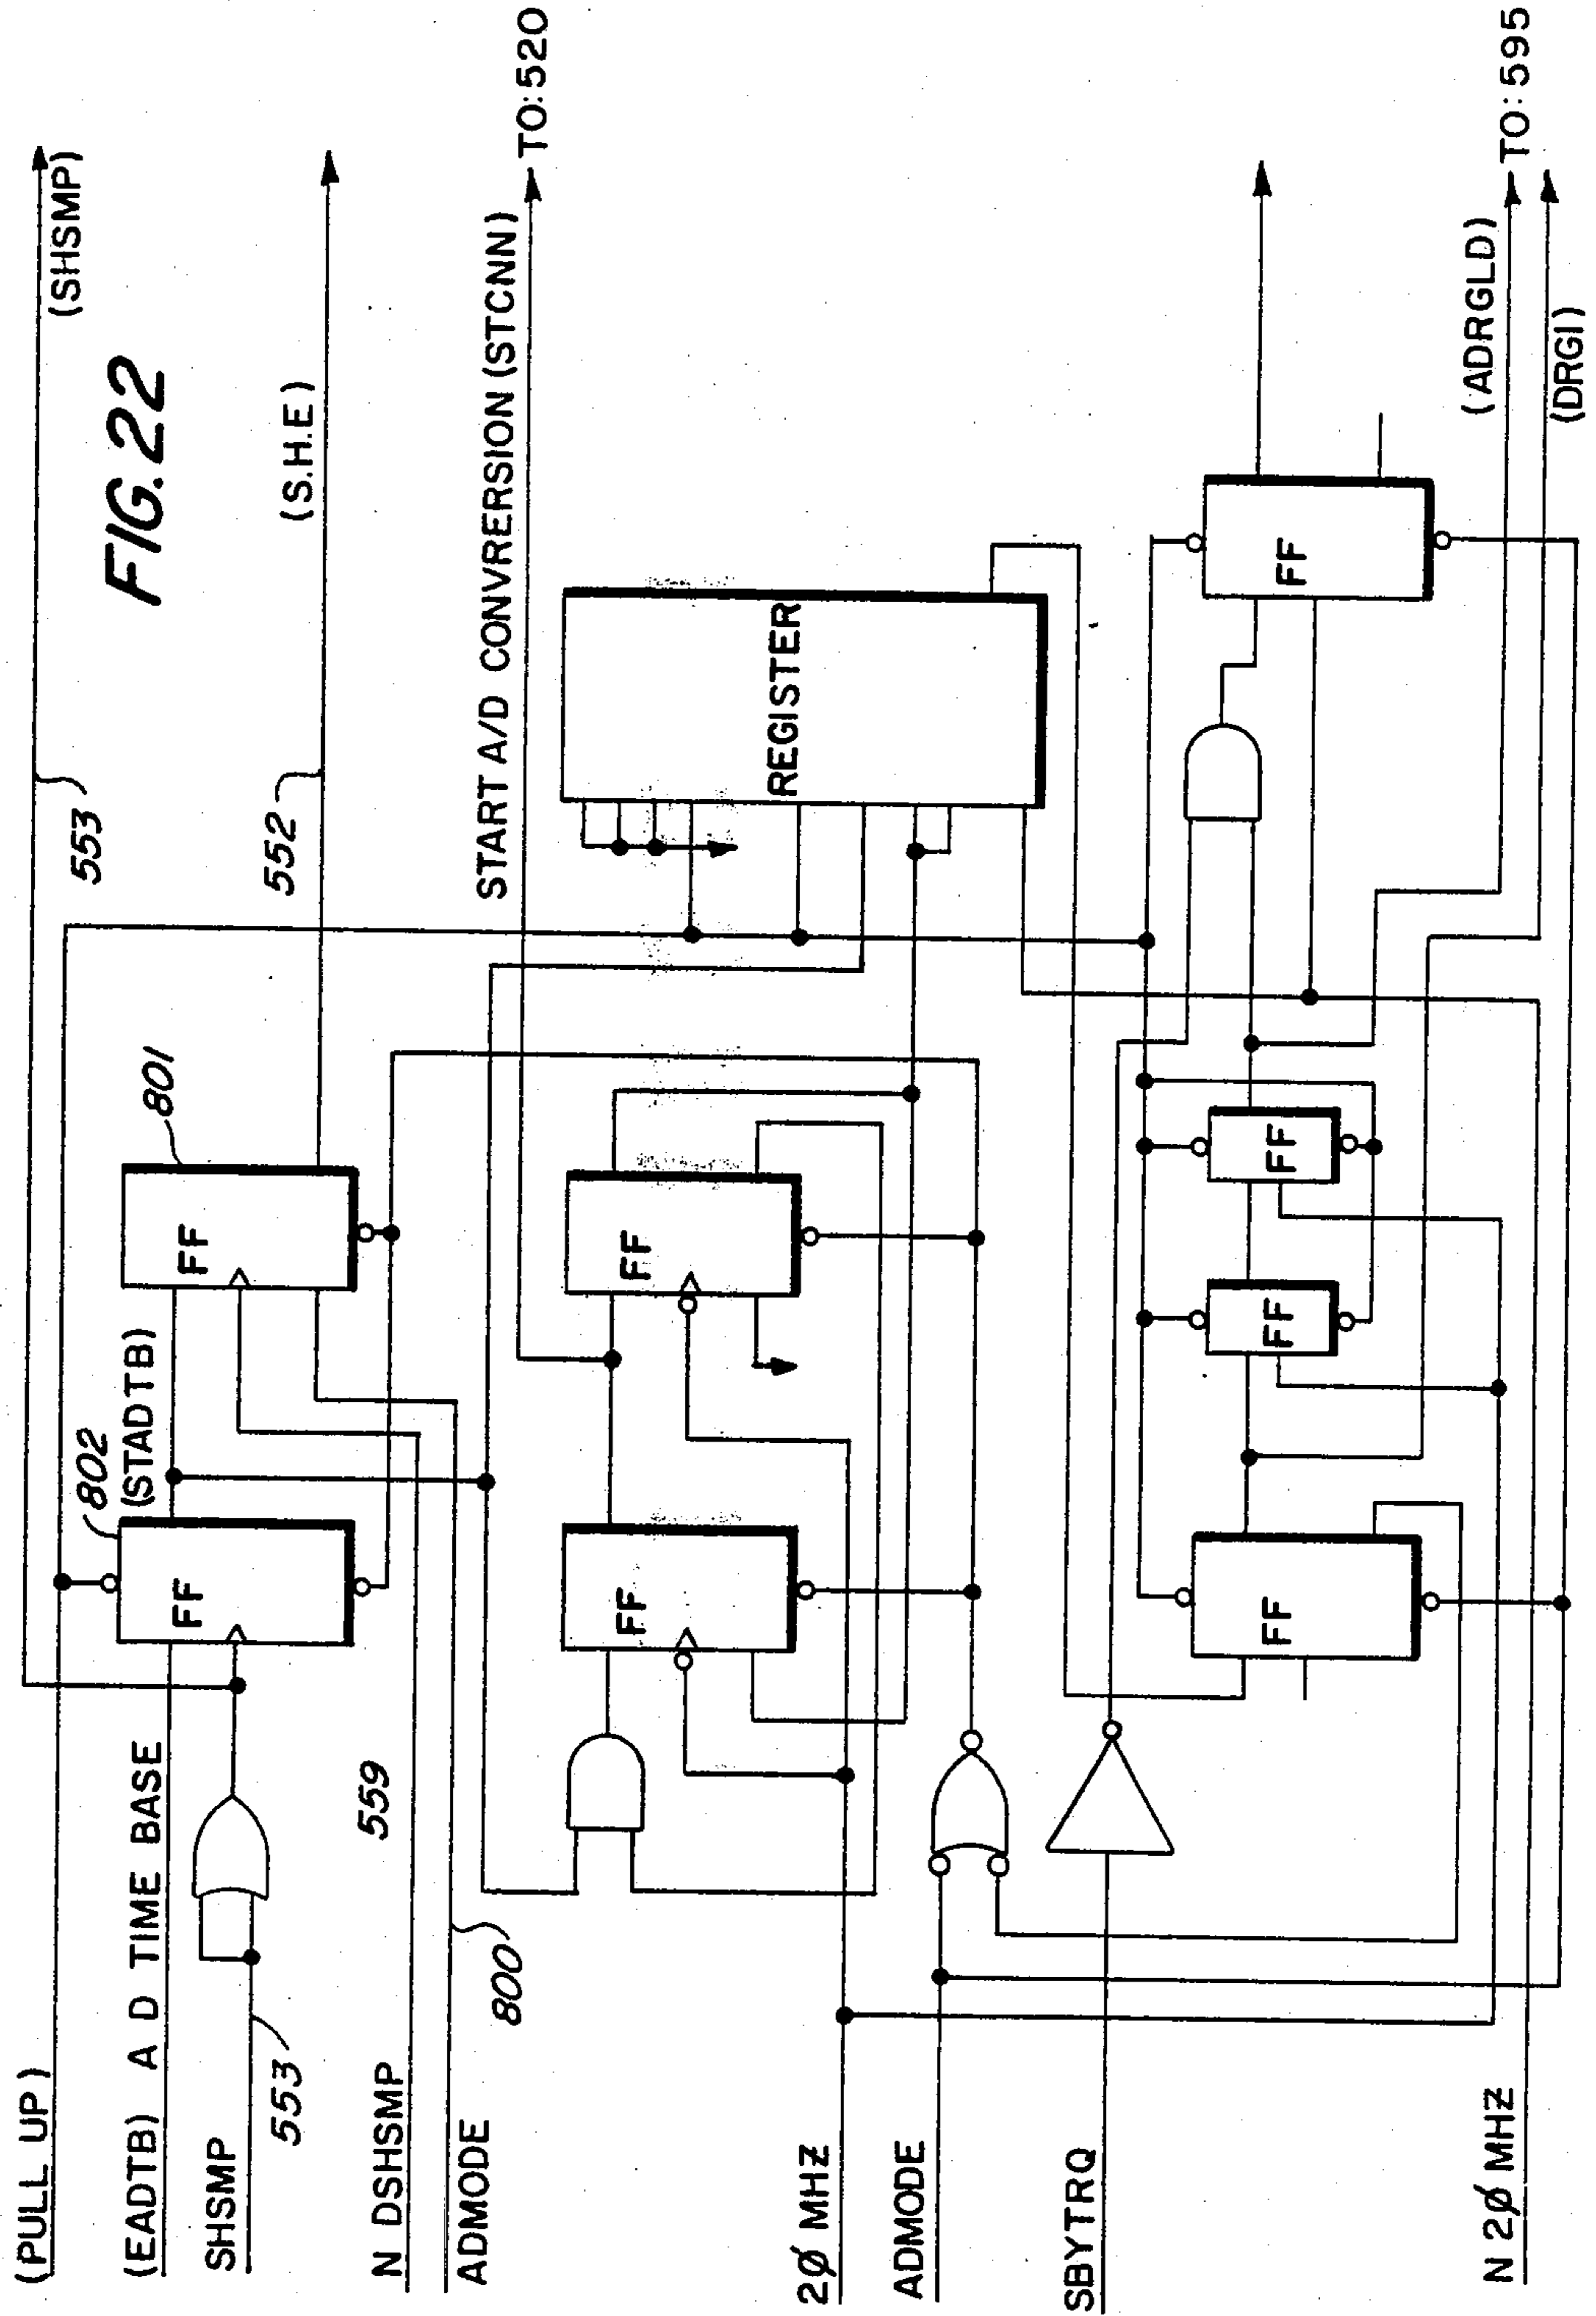 FIG. 22
(PULL UP)
(SHSMP)
553
(EADTB) A D TIME BASE
802
(STADTB)
801
FF
FF
552
(S.H.E)
SHSMP
553
N DSHSMP
559
ADMODE
800
START A/D CONVRERSION (STCNN)
TO:520
FF
FF
REGISTER
2Ø MHZ
ADMODE
SBYTRQ
FF
FF
FF
FF
(ADRGLD)
TO:595
(DRGI)
N 2Ø MHZ